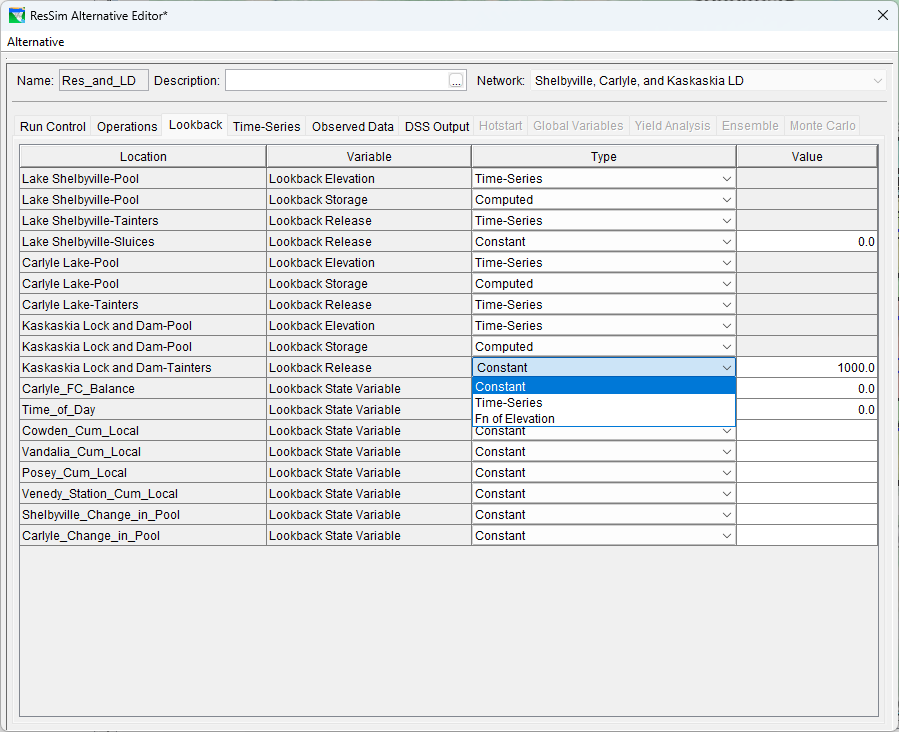 ResSim Alternative Editor*
Alternative
Name: Res_and_LD Description: ... Network: Shelbyville, Carlyle, and Kaskaskia LD
Run Control Operations Lookback Time-Series Observed Data DSS Output Hotstart Global Variables Yield Analysis Ensemble Monte Carlo
Location Variable Type Value
Lake Shelbyville-Pool Lookback Elevation Time-Series
Lake Shelbyville-Pool Lookback Storage Computed
Lake Shelbyville-Tainters Lookback Release Time-Series
Lake Shelbyville-Sluices Lookback Release Constant 0.0
Carlyle Lake-Pool Lookback Elevation Time-Series
Carlyle Lake-Pool Lookback Storage Computed
Carlyle Lake-Tainters Lookback Release Time-Series
Kaskaskia Lock and Dam-Pool Lookback Elevation Time-Series
Kaskaskia Lock and Dam-Pool Lookback Storage Computed
Kaskaskia Lock and Dam-Tainters Lookback Release Constant 1000.0
Carlyle_FC_Balance Lookback State Variable Constant 0.0
Time_of_Day Lookback State Variable Time-Series 0.0
Fn of Elevation
Cowden_Cum_Local Lookback State Variable Constant
Vandalia_Cum_Local Lookback State Variable Constant
Posey_Cum_Local Lookback State Variable Constant
Venedy_Station_Cum_Local Lookback State Variable Constant
Shelbyville_Change_in_Pool Lookback State Variable Constant
Carlyle_Change_in_Pool Lookback State Variable Constant